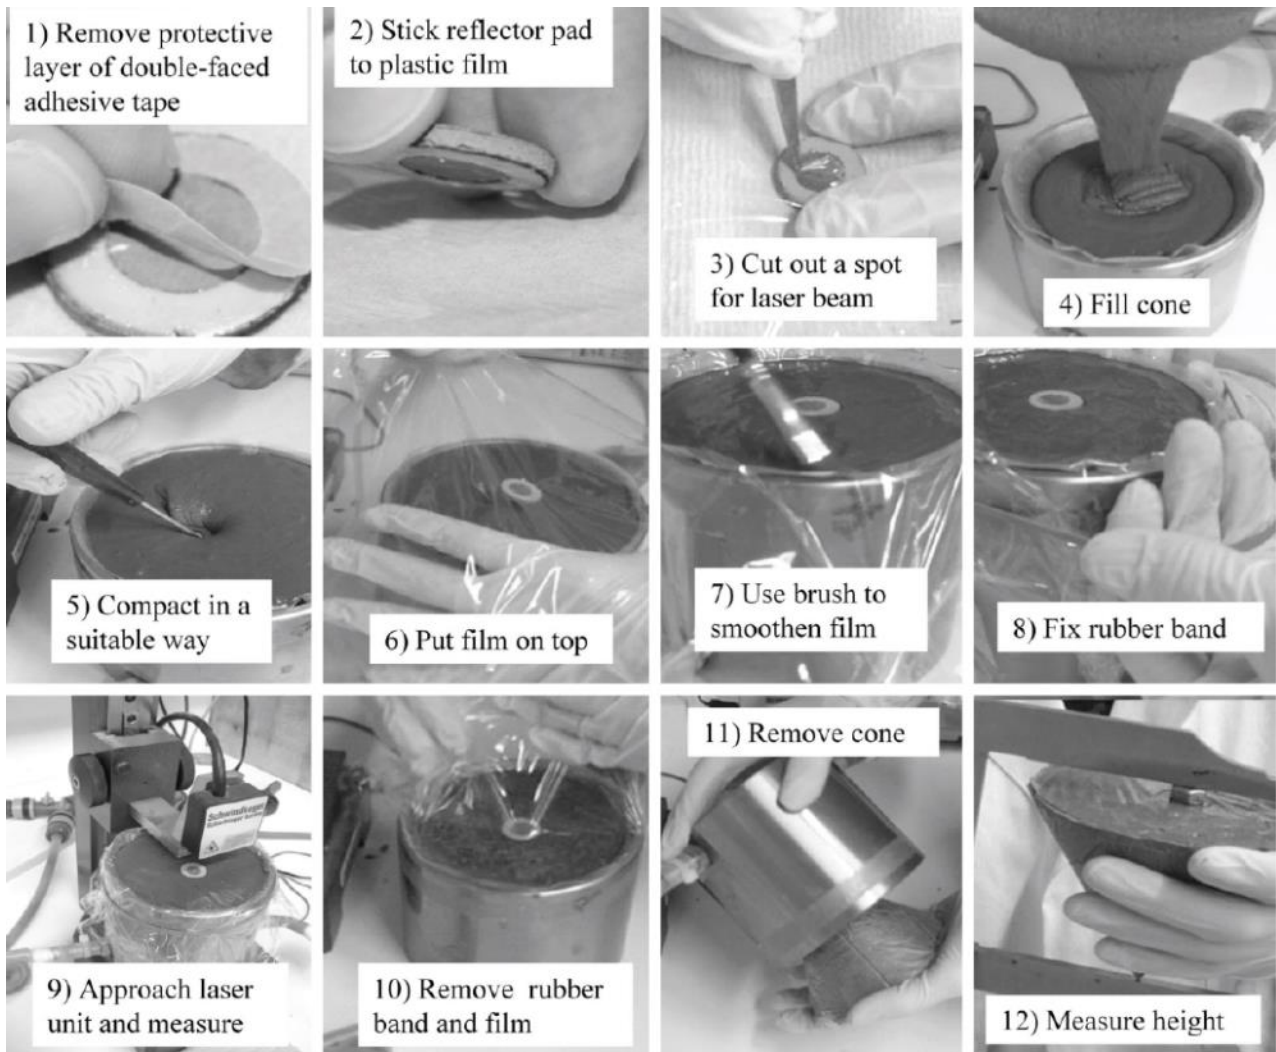 1) Remove protective
layer of double-faced
adhesive tape
2) Stick reflector pad
to plastic film
3) Cut out a spot
for laser beam
4) Fill cone
5) Compact in a
suitable way
6) Put film on top
7) Use brush to
smoothen film
8) Fix rubber band
Schwindkegel
9) Approach laser
unit and measure
10) Remove rubber
band and film
11) Remove cone
12) Measure height